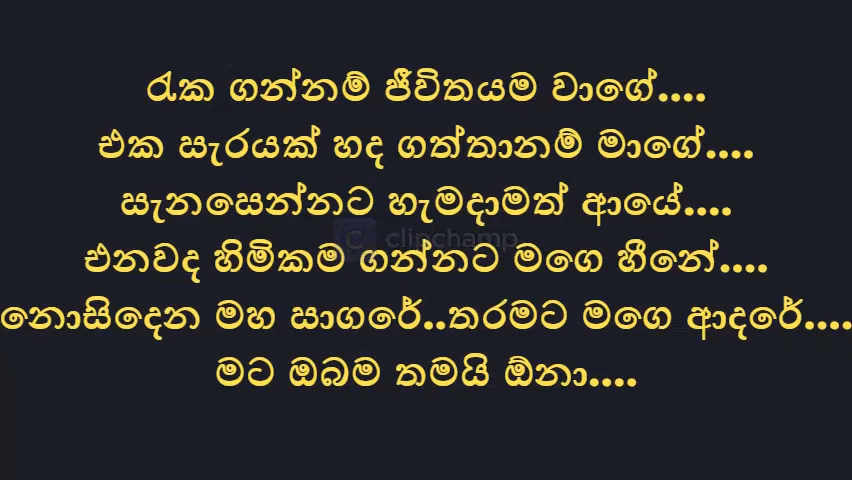 රැක ගන්නම් ජීවිතයම වාගේ....
එක සැරයක් හද ගත්තානම් මාගේ....
සැනසෙන්නට හැමදාමත් ආයේ....
clipchamp
එනවද හිමිකම ගන්නට මගෙ හීනේ....
නොසිදෙන මහ සාගරේ..තරමට මගෙ ආදරේ....
මට ඔබම තමයි ඕනා....